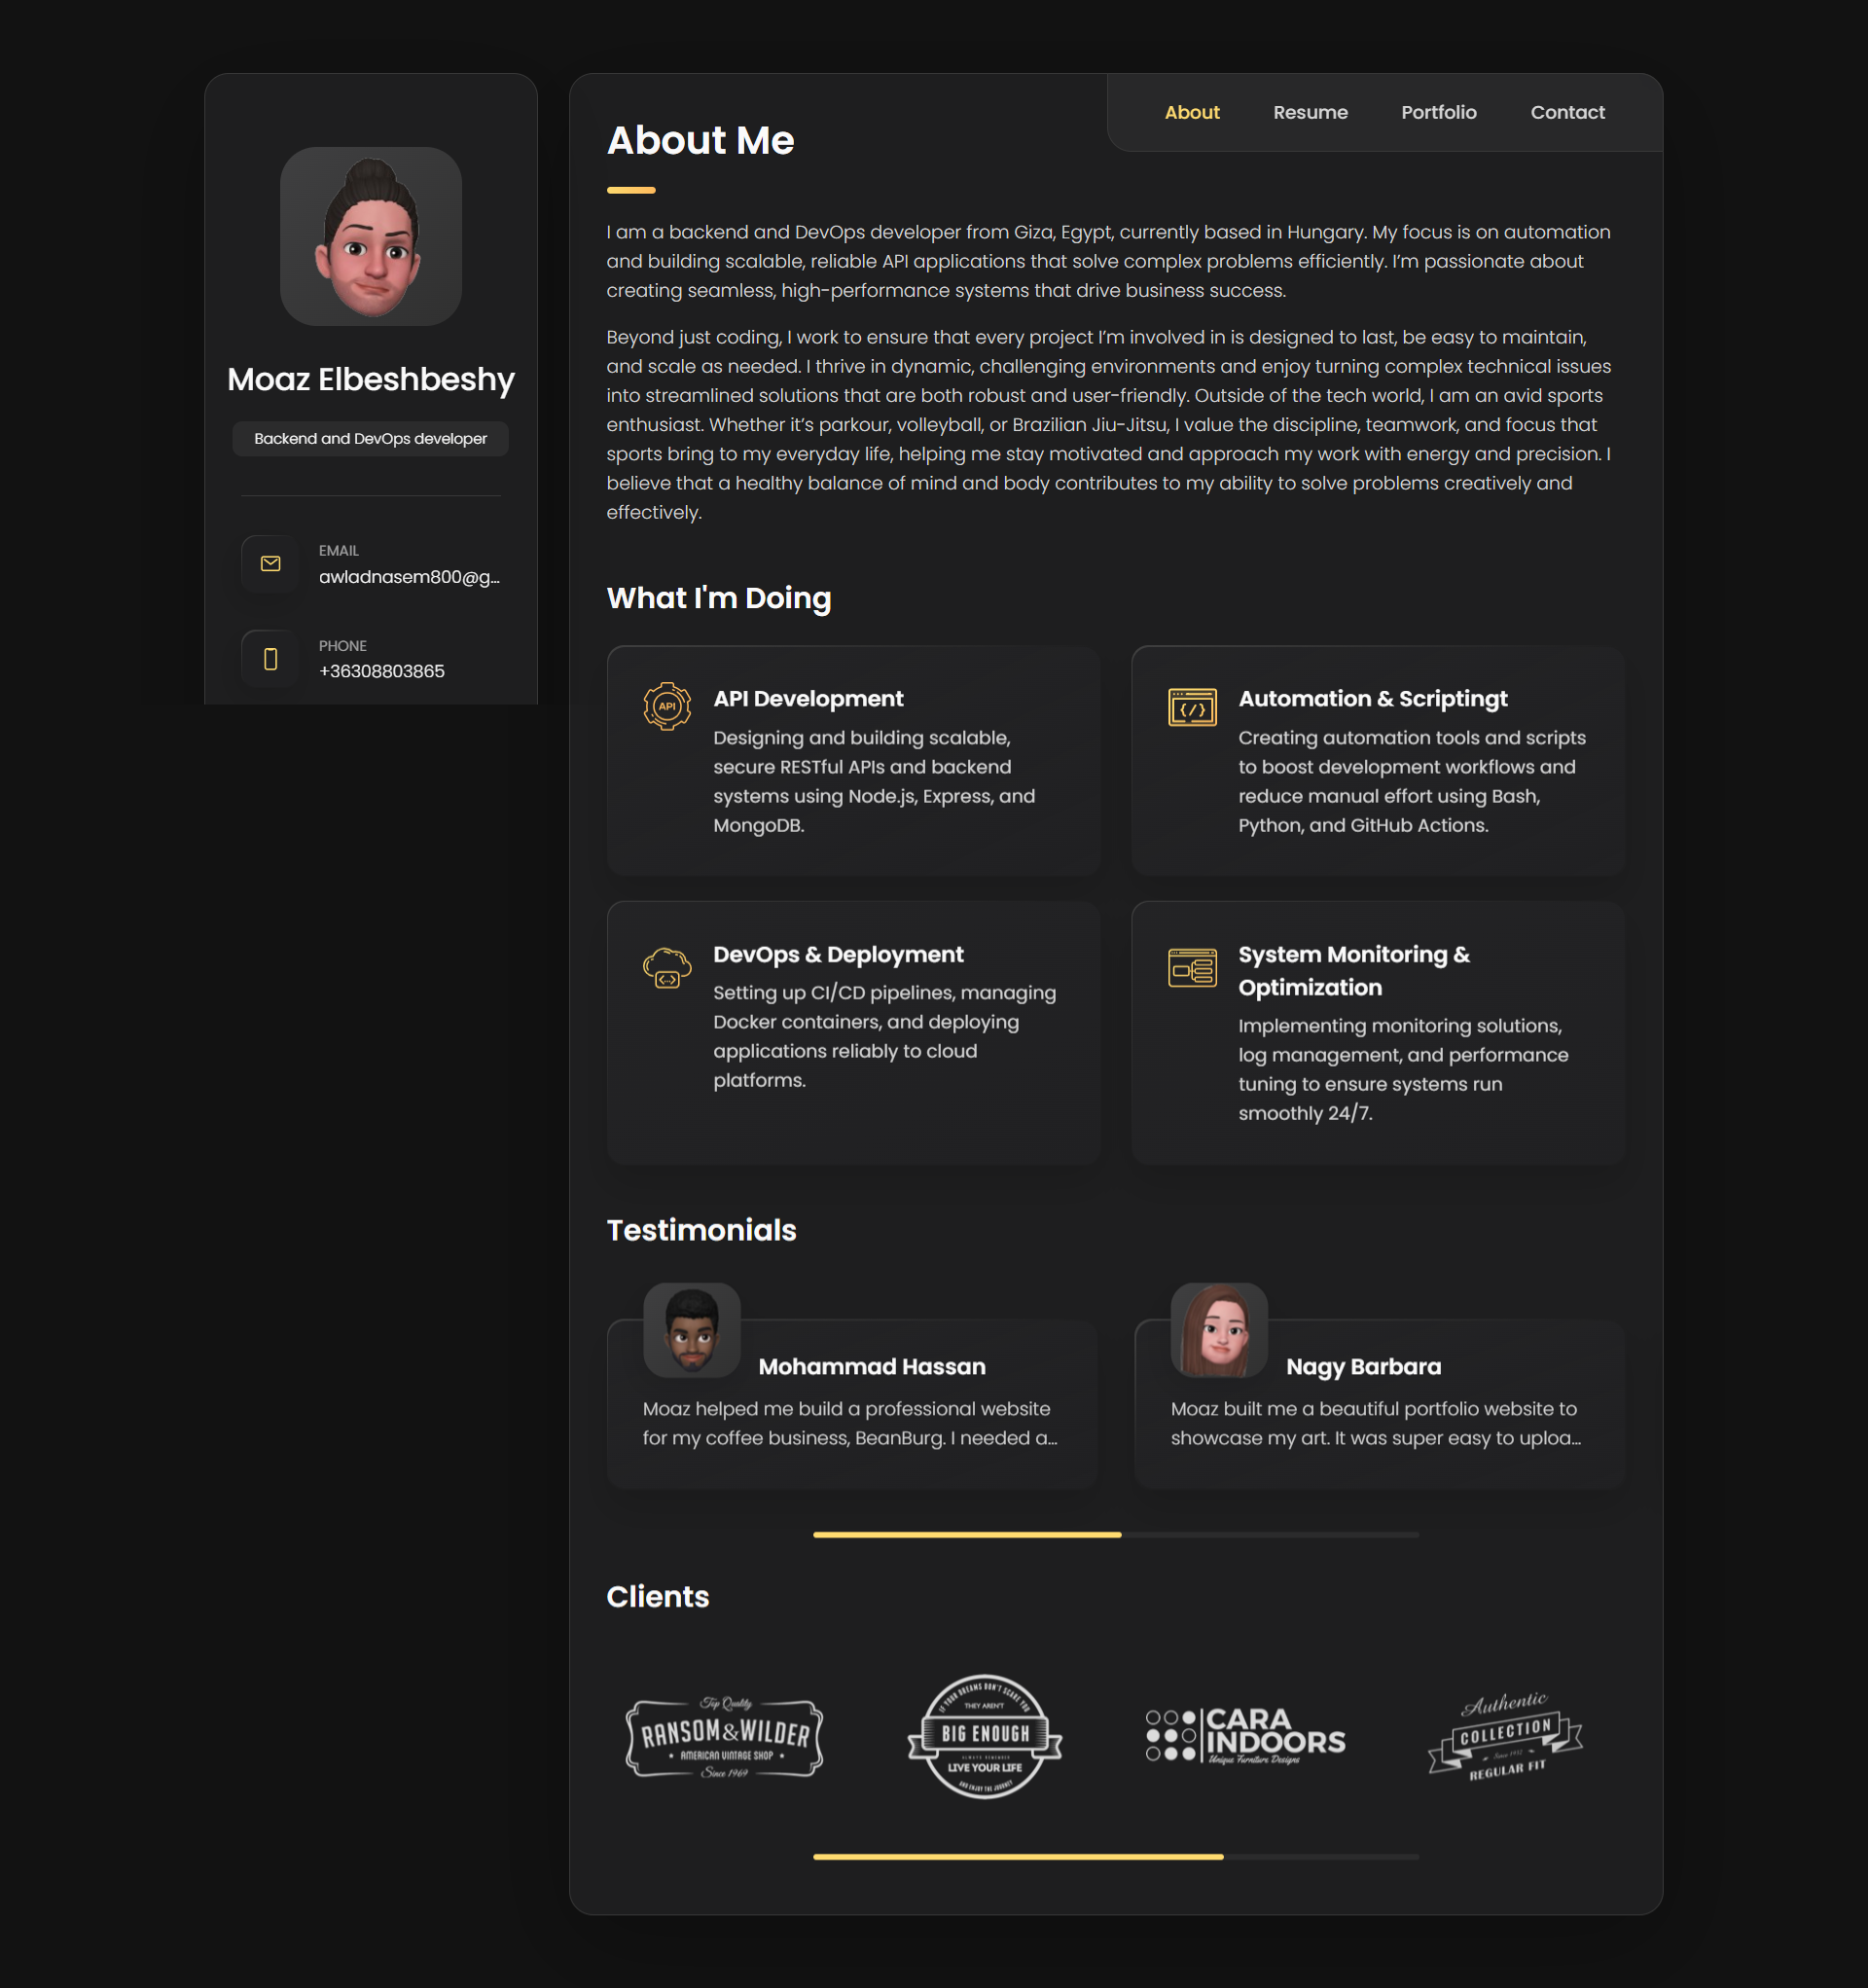 Moaz Elbeshbeshy
Backend and DevOps developer
EMAIL
awladnasem800@g...
PHONE
+36308803865
About
Resume
Portfolio
Contact
About Me
I am a backend and DevOps developer from Giza, Egypt, currently based in Hungary. My focus is on automation
and building scalable, reliable API applications that solve complex problems efficiently. I’m passionate about
creating seamless, high-performance systems that drive business success.
Beyond just coding, I work to ensure that every project I’m involved in is designed to last, be easy to maintain,
and scale as needed. I thrive in dynamic, challenging environments and enjoy turning complex technical issues
into streamlined solutions that are both robust and user-friendly. Outside of the tech world, I am an avid sports
enthusiast. Whether it’s parkour, volleyball, or Brazilian Jiu-Jitsu, I value the discipline, teamwork, and focus that
sports bring to my everyday life, helping me stay motivated and approach my work with energy and precision. I
believe that a healthy balance of mind and body contributes to my ability to solve problems creatively and
effectively.
What I'm Doing
API
API Development
Designing and building scalable,
secure RESTful APIs and backend
systems using Node.js, Express, and
MongoDB.
Automation & Scriptingt
Creating automation tools and scripts
to boost development workflows and
reduce manual effort using Bash,
Python, and GitHub Actions.
DevOps & Deployment
Setting up CI/CD pipelines, managing
Docker containers, and deploying
applications reliably to cloud
platforms.
System Monitoring &
Optimization
Implementing monitoring solutions,
log management, and performance
tuning to ensure systems run
smoothly 24/7.
Testimonials
Mohammad Hassan
Moaz helped me build a professional website
for my coffee business, BeanBurg. I needed a...
Nagy Barbara
Moaz built me a beautiful portfolio website to
showcase my art. It was super easy to uploa...
Clients
Top Quality
RANSOM & WILDER
AMERICAN VINTAGE SHOP
Since 1969
IF YOUR DREAMS DON'T SCARE YOU
THEY AREN'T
BIG ENOUGH
ALWAYS REMEMBER
LIVE YOUR LIFE
AND ENJOY THE JOURNEY
CARA
INDOORS
Unique Furniture Designs
Authentic
COLLECTION
Since 1952
REGULAR FIT